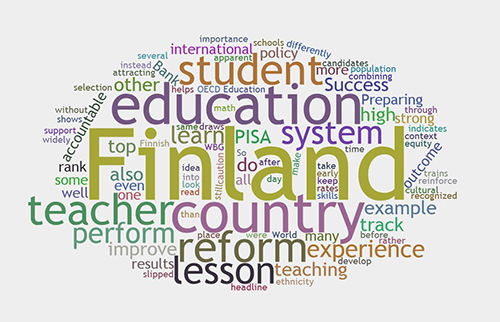 importance schools differently
several international policy candidates
instead apparent more population
attracting Bank student combining
selection other helps OECD Education Success
accountable education math high Preparing
without through
shows learn same draws PISA system strong
support Finnish WBG So after time indicates
widely top Finland context
rank also idea into do take early equity outcome
some even still caution all day make keep trains
well one look read rates skills reinforce
teacher than country example cultural recognized
perform place were World many track before
improve reform experience rather
results lesson teaching develop
slipped headline ethnicity